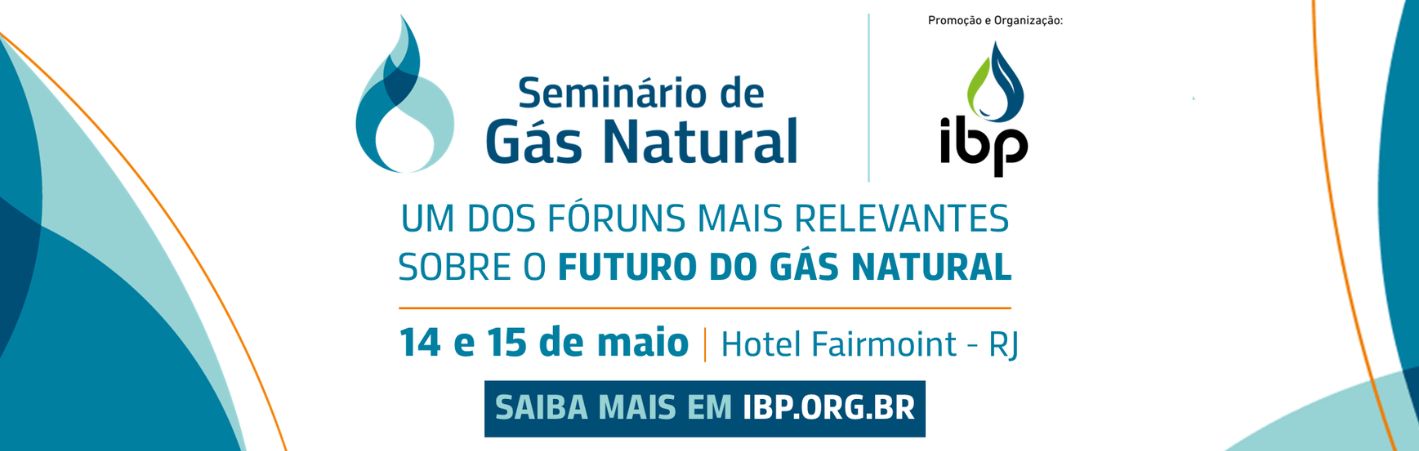 Seminário de
Gás Natural
Promoção e Organização:
ibp
UM DOS FÓRUNS MAIS RELEVANTES
SOBRE O FUTURO DO GÁS NATURAL
14 e 15 de maio | Hotel Fairmoint - RJ
SAIBA MAIS EM IBP.ORG.BR